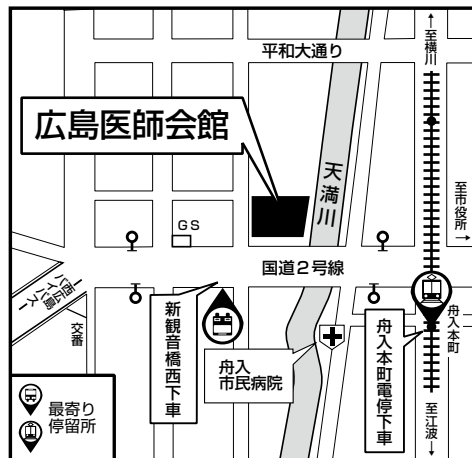 至横川
平和大通り
広島医師会館
天満川
至市役所
GS
国道2号線
西広島
バイパス
交番
新観音橋西下車
舟入
市民病院
舟入本町電停下車
舟入本町
至江波
最寄り
停留所